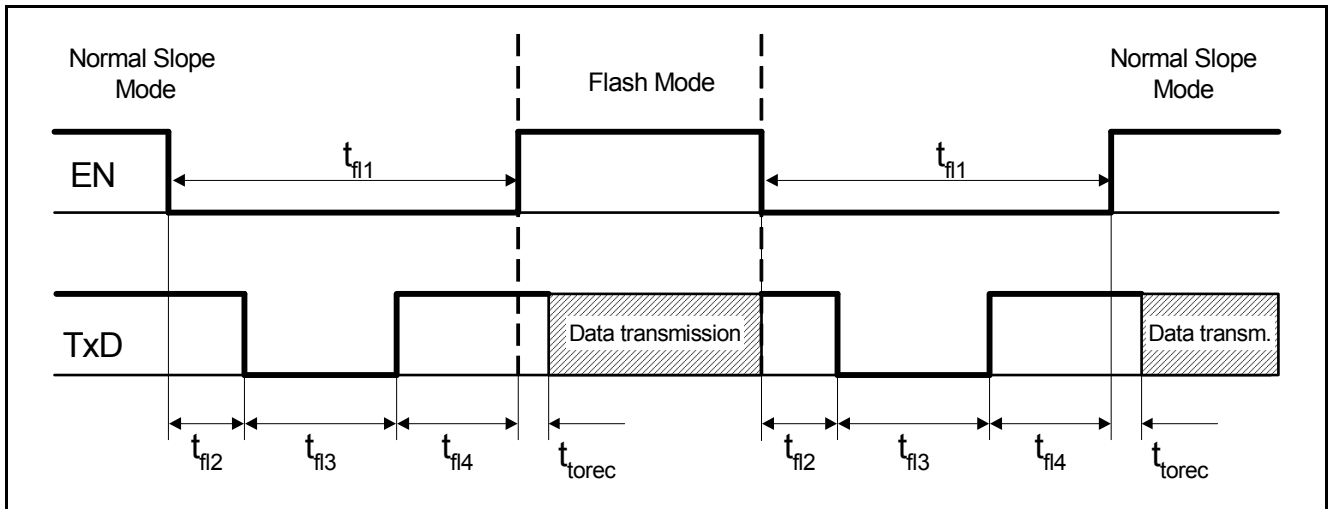 Normal Slope
Mode
Flash Mode
Normal Slope
Mode
EN
tfl1
tfl1
TxD
Data transmission
Data transm.
tfl2
tfl3
tfl4
ttorec
tfl2
tfl3
tfl4
ttorec